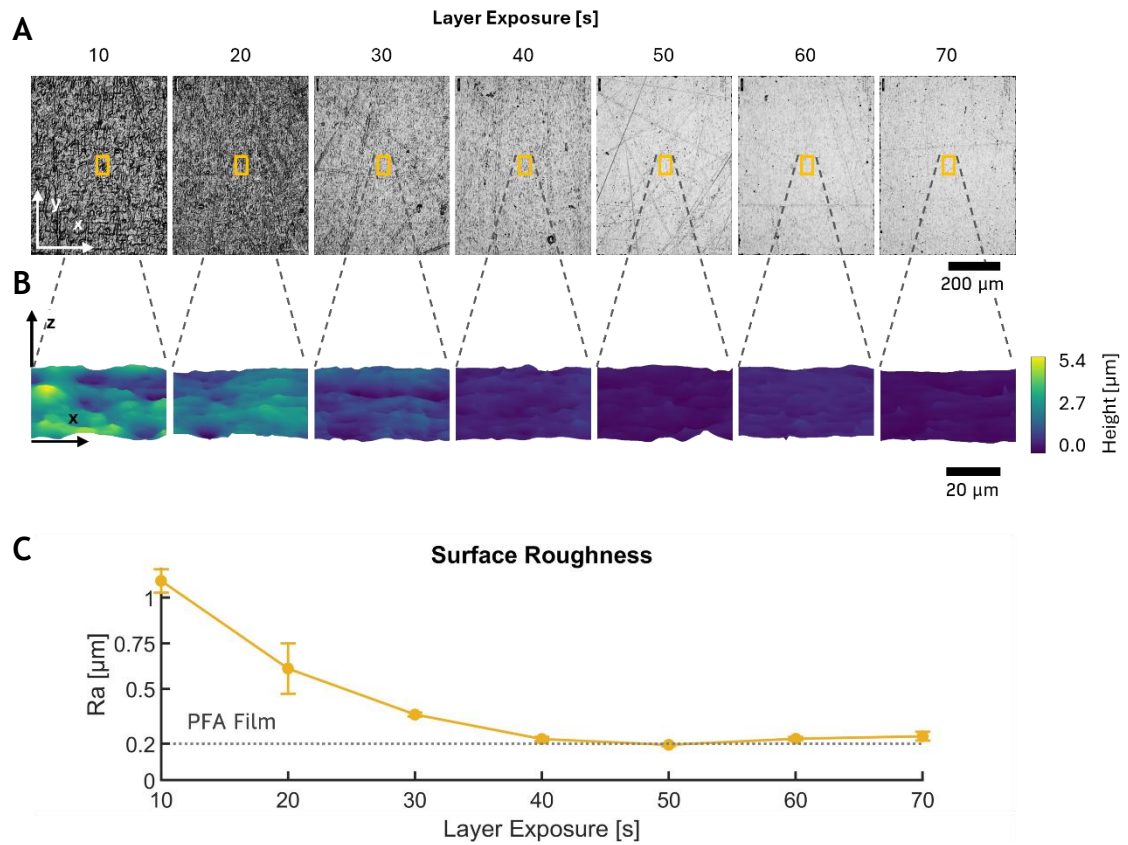 Layer Exposure [s]
A
10 20 30 40 50 60 70
y
x
200 µm
B
z
x
5.4
2.7
0.0
Height [µm]
20 µm
C
Surface Roughness
1
0.75
0.5
0.2
0
Ra [µm]
PFA Film
10 20 30 40 50 60 70
Layer Exposure [s]